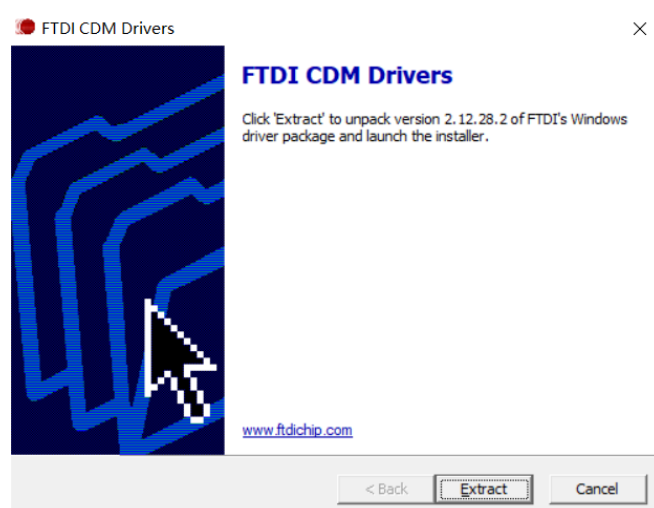 FTDI CDM Drivers
FTDI CDM Drivers
Click 'Extract' to unpack version 2.12.28.2 of FTDI's Windows
driver package and launch the installer.
www.ftdichip.com
< Back Extract Cancel